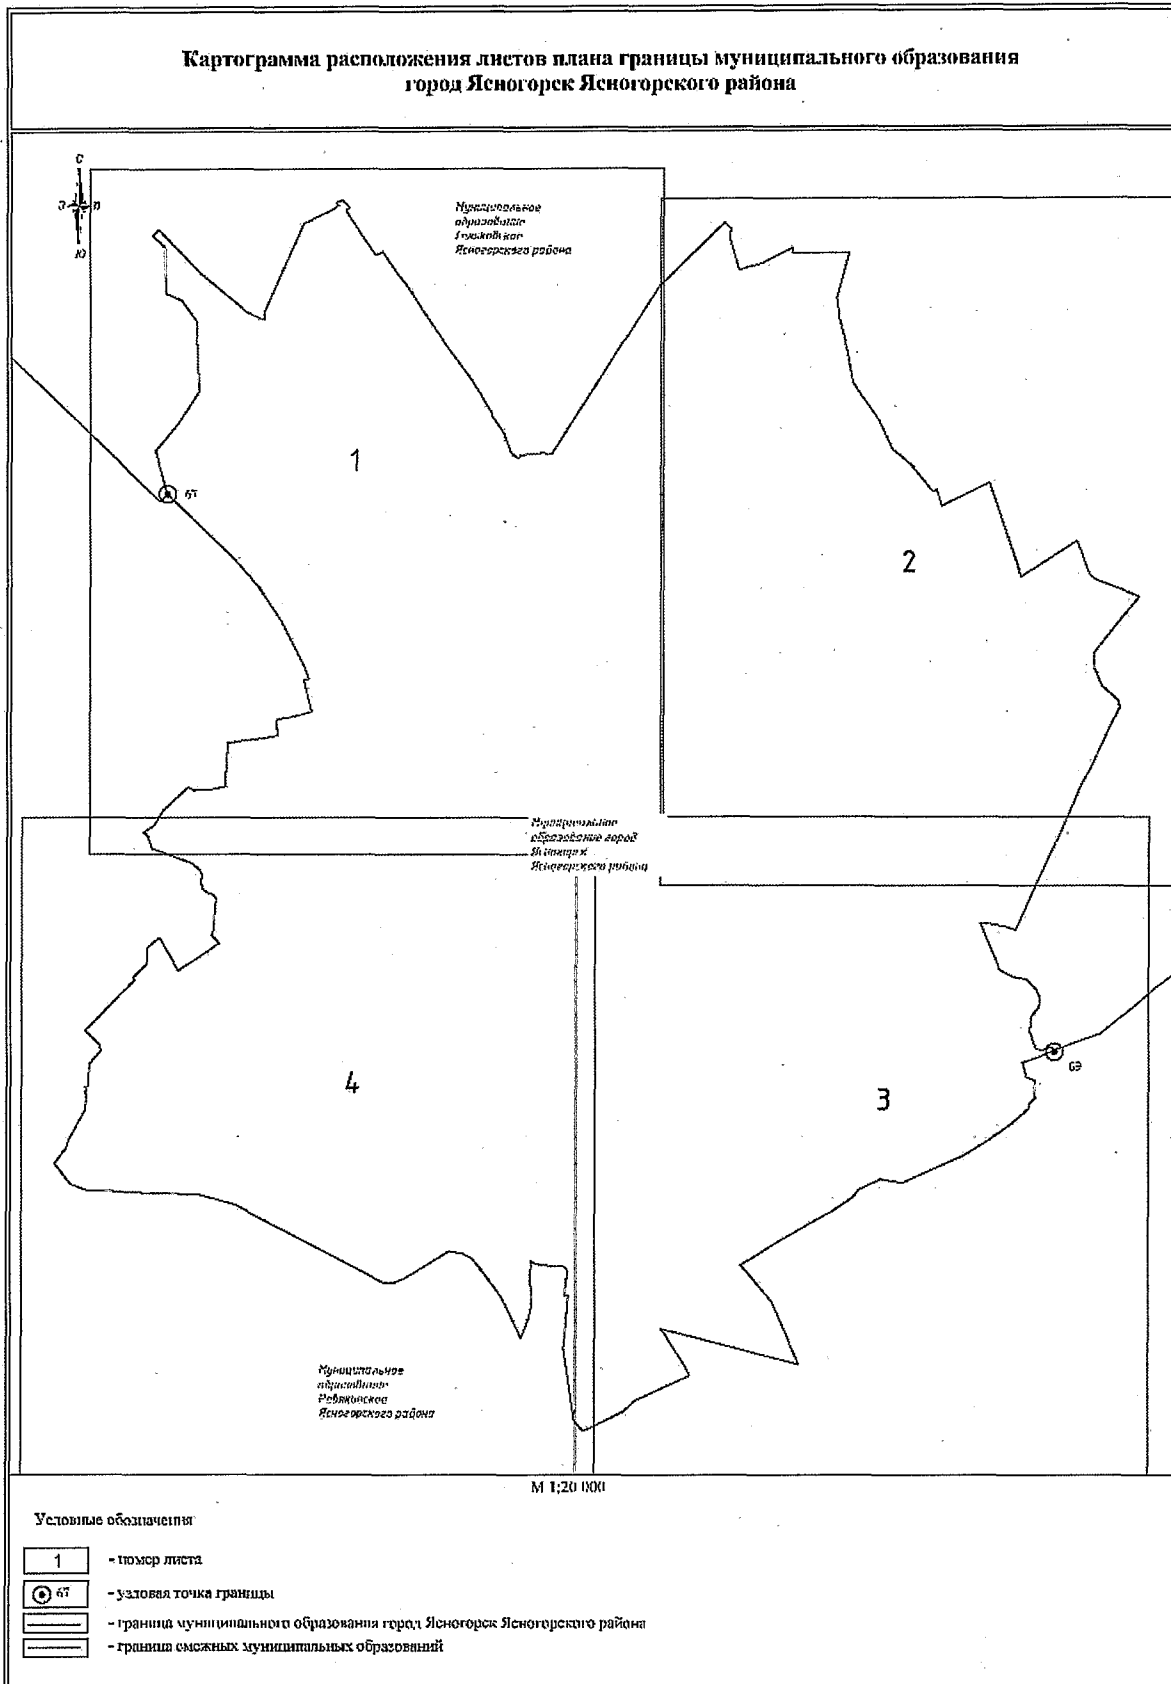 Картограмма расположения листов плана границы муниципального образования
город Ясногорск Ясногорского района
С
З
Ю
Муниципальное
образование
Ясногорского района
1
67
2
Муниципальное
образование город
Ясногорск
Ясногорского района
4
3
69
Муниципальное
образование
Ревякинское
Ясногорского района
М 1:20 000
Условные обозначения
1 - номер листа
67 - узловая точка границы
- граница муниципального образования город Ясногорск Ясногорского района
- граница смежных муниципальных образований